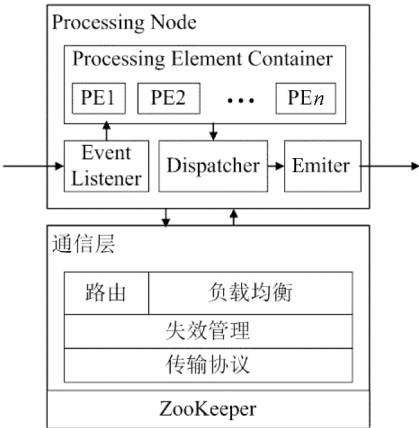 Processing Node
Processing Element Container
PE1 PE2 ••• PEn
Event Listener
Dispatcher
Emiter
通信层
路由 负载均衡
失效管理
传输协议
ZooKeeper